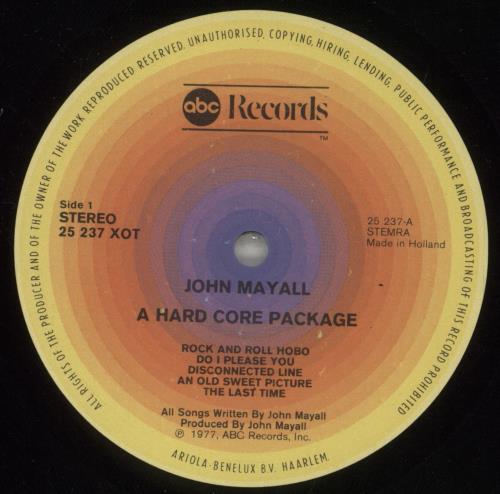 ALL RIGHTS OF THE PRODUCER AND OF THE OWNER OF THE WORK REPRODUCED RESERVED. UNAUTHORISED, COPYING, HIRING, LENDING, PUBLIC PERFORMANCE AND BROADCASTING OF THIS RECORD PROHIBITED
abc Records
TM
Side 1
STEREO
25 237 XOT
25 237-A
STEMRA
Made in Holland
JOHN MAYALL
A HARD CORE PACKAGE
ROCK AND ROLL HOBO
DO I PLEASE YOU
DISCONNECTED LINE
AN OLD SWEET PICTURE
THE LAST TIME
All Songs Written By John Mayall
Produced By John Mayall
℗ 1977, ABC Records, Inc.
ARIOLA-BENELUX B.V. HAARLEM.